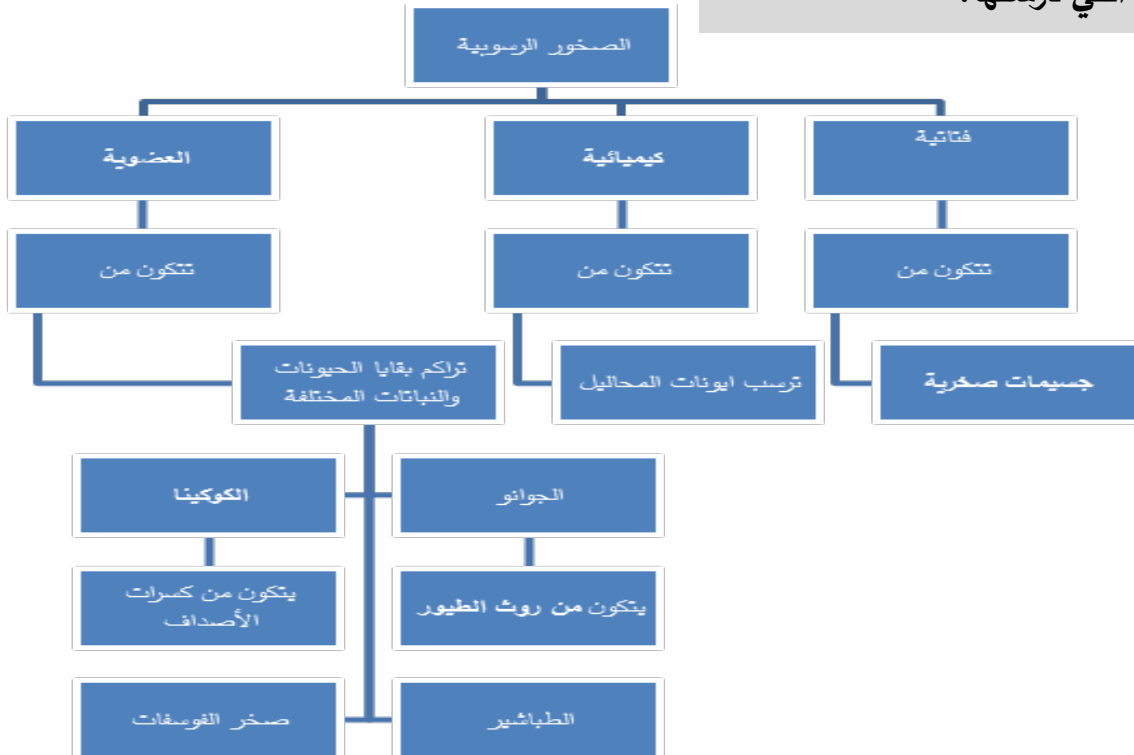 الصخور الرسوبية
فتاتية
كيميائية
العضوية
تتكون من
تتكون من
تتكون من
جسيمات صخرية
ترسب ايونات المحاليل
تراكم بقايا الحيونات
والنباتات المختلفة
الجوانو
الكوكينا
يتكون من روث الطيور
يتكون من كسرات
الأصداف
الطباشير
صخر الفوسفات